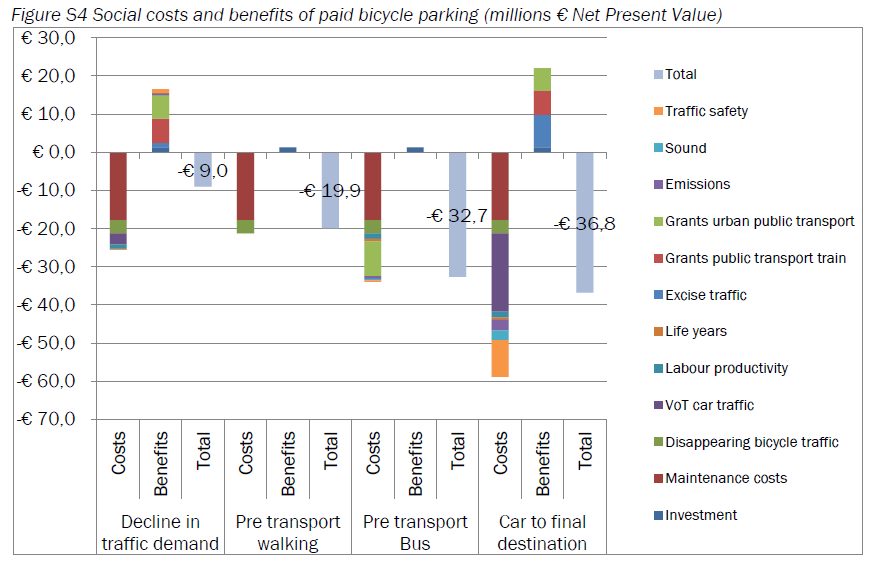 Figure S4 Social costs and benefits of paid bicycle parking (millions € Net Present Value)
€ 30,0
€ 20,0
€ 10,0
€ 0,0
-€ 10,0
-€ 20,0
-€ 30,0
-€ 40,0
-€ 50,0
-€ 60,0
-€ 70,0
-€ 9,0
-€ 19,9
-€ 32,7
-€ 36,8
Costs
Benefits
Total
Costs
Benefits
Total
Costs
Benefits
Total
Costs
Benefits
Total
Decline in
traffic demand
Pre transport
walking
Pre transport
Bus
Car to final
destination
Total
Traffic safety
Sound
Emissions
Grants urban public transport
Grants public transport train
Excise traffic
Life years
Labour productivity
VoT car traffic
Disappearing bicycle traffic
Maintenance costs
Investment